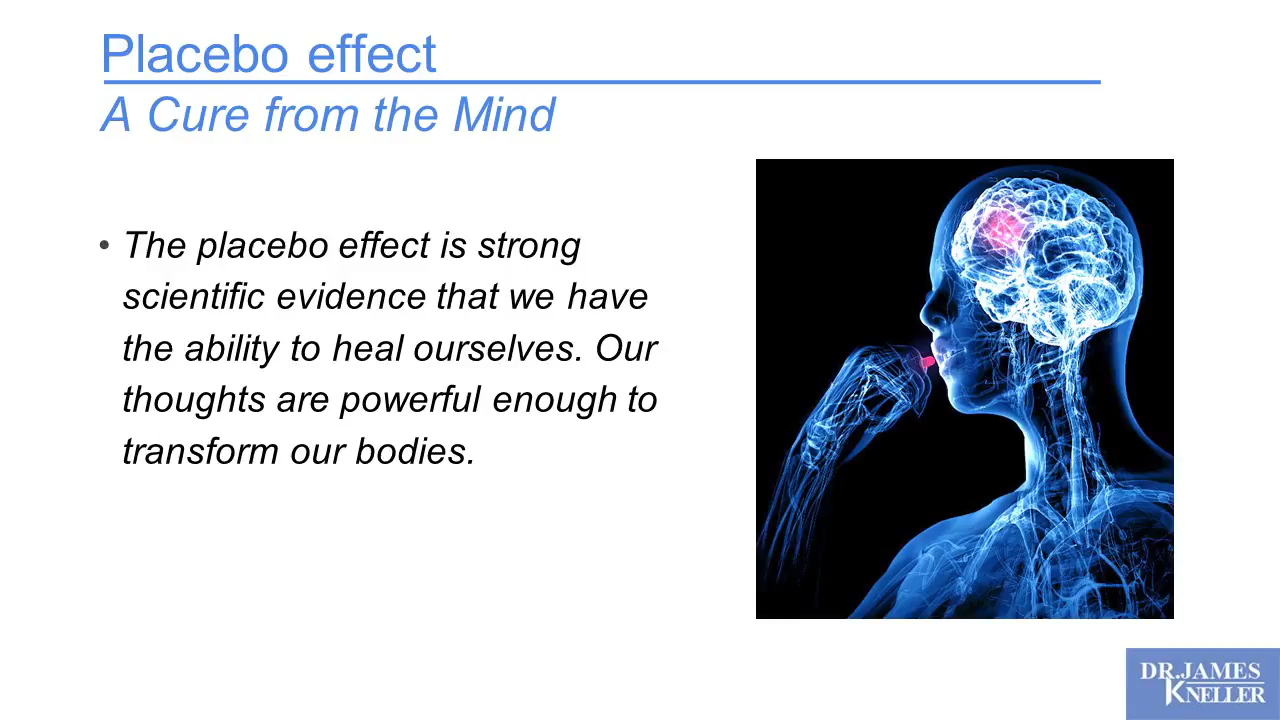 Placebo effect
A Cure from the Mind
• The placebo effect is strong
scientific evidence that we have
the ability to heal ourselves. Our
thoughts are powerful enough to
transform our bodies.
DR.JAMES
KNELLER